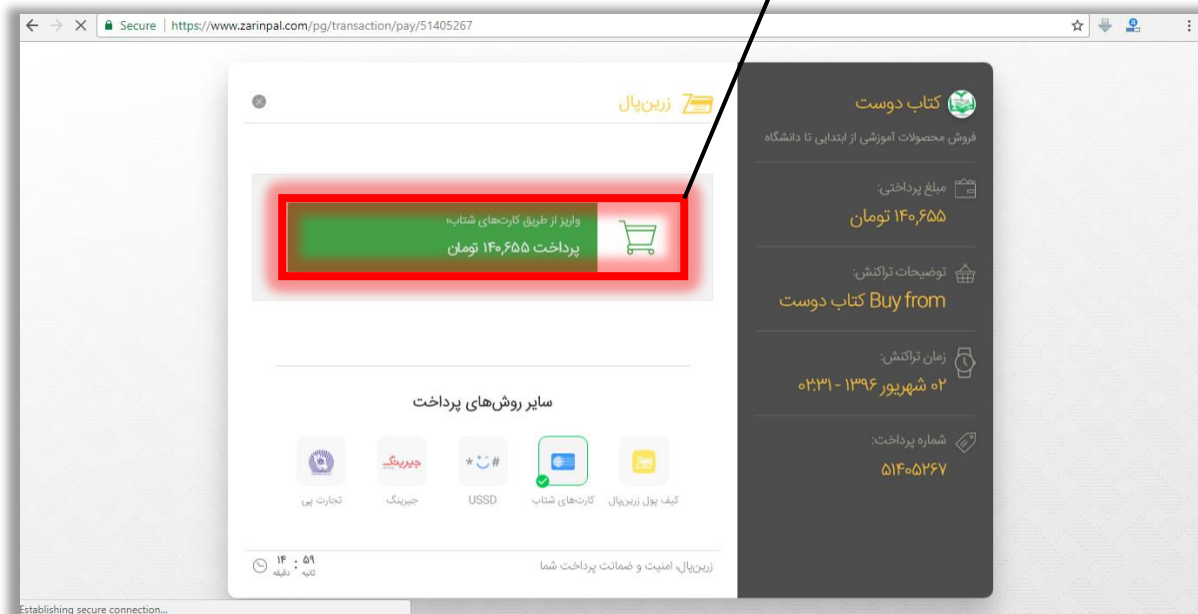 Secure | https://www.zarinpal.com/pg/transaction/pay/51405267
کتاب دوست
فروش محصولات آموزشی از ابتدایی تا دانشگاه
مبلغ پرداختی:
۱۴۰,۶۵۵ تومان
توضیحات تراکنش:
Buy from کتاب دوست
زمان تراکنش:
۰۲ شهریور ۱۳۹۶ - ۰۲:۳۱
شماره پرداخت:
۵۱۴۰۵۲۶۷
زرین‌پال
واریز از طریق کارت‌های شتاب؛
پرداخت ۱۴۰,۶۵۵ تومان
سایر روش‌های پرداخت
جیرینگ
# *
کیف پول زرین‌پال
کارت‌های شتاب
USSD
جیرینگ
تجارت پی
زرین‌پال، امنیت و ضمانت پرداخت شما
۱۴ : ۵۹
دقیقه ثانیه
Establishing secure connection...